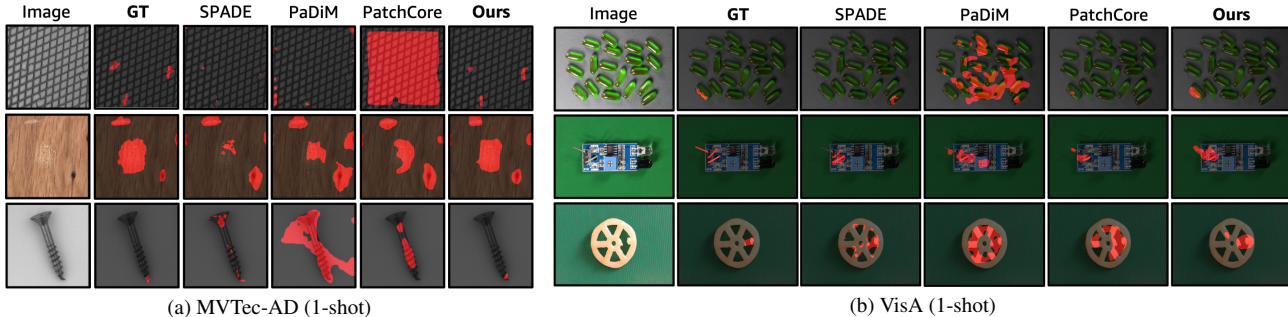 Image GT SPADE PaDiM PatchCore Ours
Image GT SPADE PaDiM PatchCore Ours
(a) MVTec-AD (1-shot)
(b) VisA (1-shot)